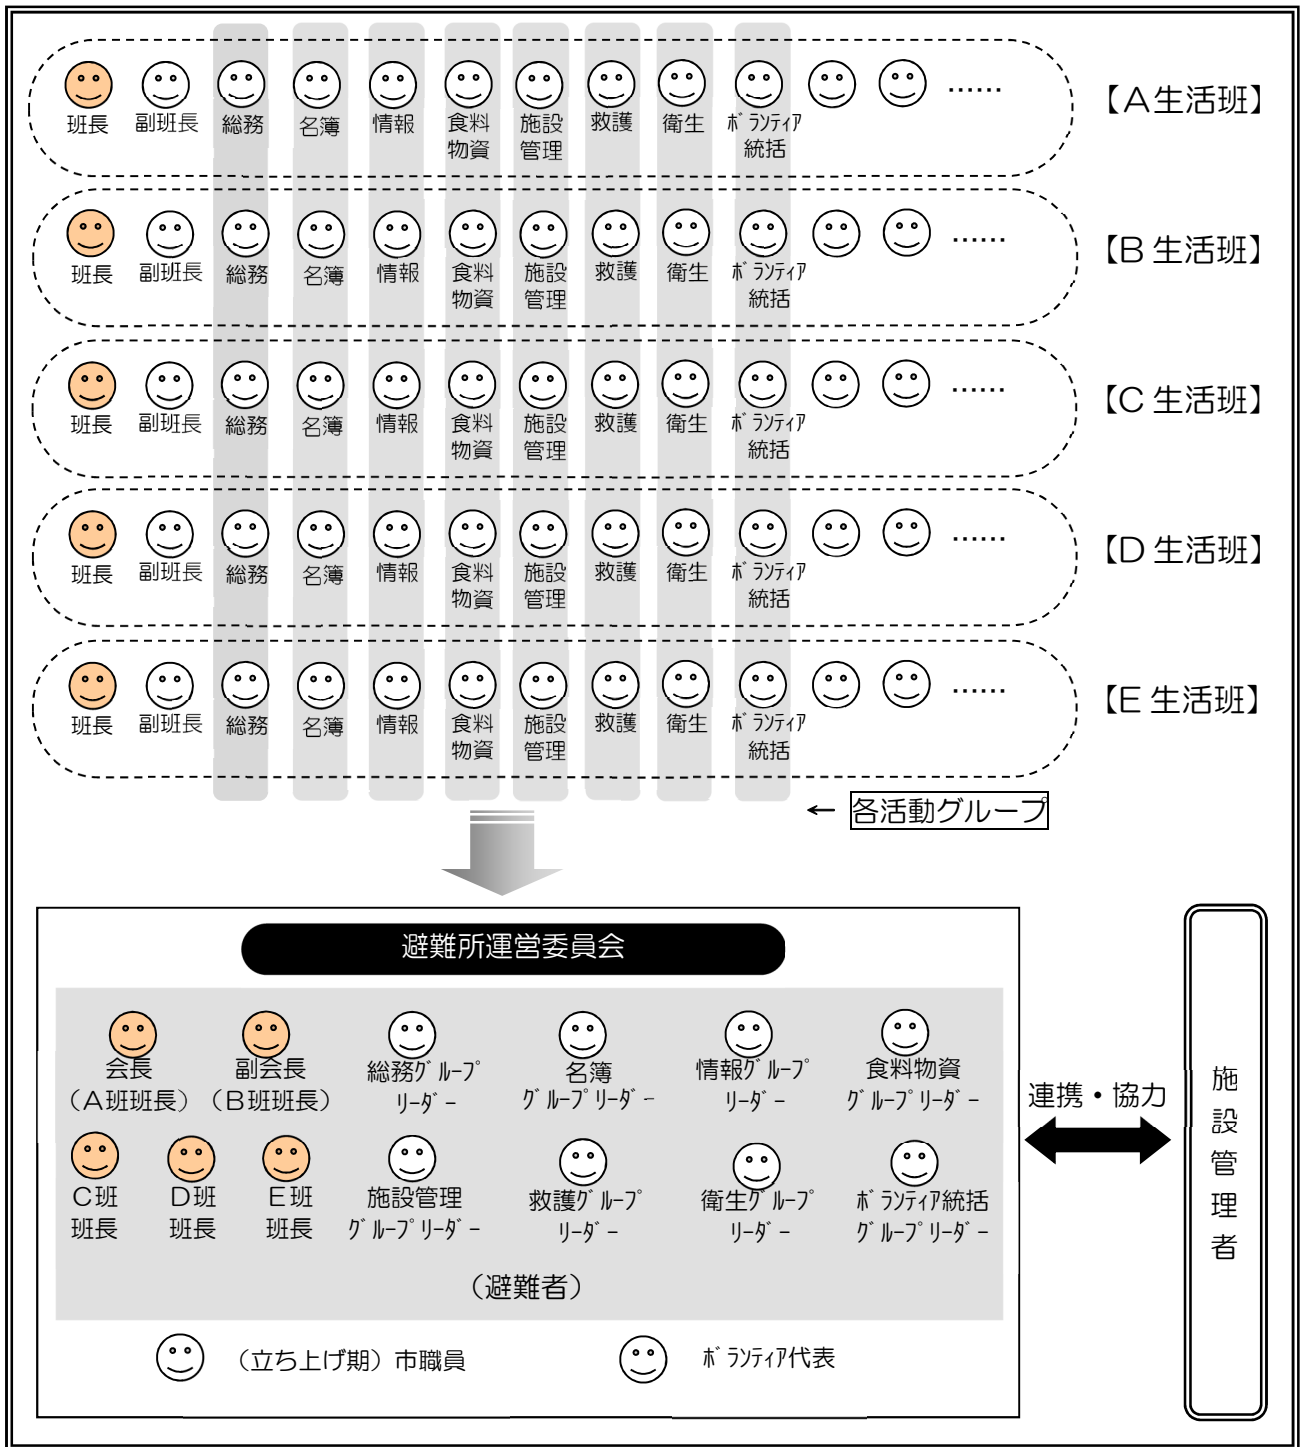 班長 副班長 総務 名簿 情報 食料物資 施設管理 救護 衛生 ﾎﾞﾗﾝﾃｨｱ統括 ……
【A生活班】
班長 副班長 総務 名簿 情報 食料物資 施設管理 救護 衛生 ﾎﾞﾗﾝﾃｨｱ統括 ……
【B生活班】
班長 副班長 総務 名簿 情報 食料物資 施設管理 救護 衛生 ﾎﾞﾗﾝﾃｨｱ統括 ……
【C生活班】
班長 副班長 総務 名簿 情報 食料物資 施設管理 救護 衛生 ﾎﾞﾗﾝﾃｨｱ統括 ……
【D生活班】
班長 副班長 総務 名簿 情報 食料物資 施設管理 救護 衛生 ﾎﾞﾗﾝﾃｨｱ統括 ……
【E生活班】
← 各活動グループ
避難所運営委員会
会長
（A班班長）
副会長
（B班班長）
総務ｸﾞﾙｰﾌﾟ
ﾘｰﾀﾞｰ
名簿
ｸﾞﾙｰﾌﾟﾘｰﾀﾞｰ
情報ｸﾞﾙｰﾌﾟ
ﾘｰﾀﾞｰ
食料物資
ｸﾞﾙｰﾌﾟﾘｰﾀﾞｰ
C班
班長
D班
班長
E班
班長
施設管理
ｸﾞﾙｰﾌﾟﾘｰﾀﾞｰ
救護ｸﾞﾙｰﾌﾟ
ﾘｰﾀﾞｰ
衛生ｸﾞﾙｰﾌﾟ
ﾘｰﾀﾞｰ
ﾎﾞﾗﾝﾃｨｱ統括
ｸﾞﾙｰﾌﾟﾘｰﾀﾞｰ
（避難者）
（立ち上げ期）市職員
ﾎﾞﾗﾝﾃｨｱ代表
連携・協力
施設管理者